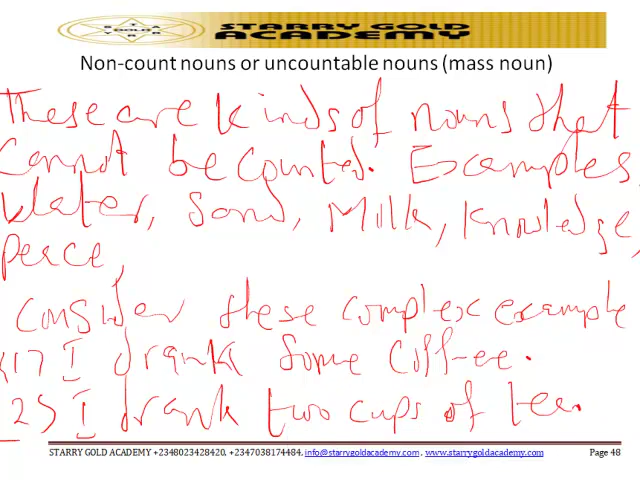 STARRY GOLD
ACADEMY
Non-count nouns or uncountable nouns (mass noun)
These are kinds of nouns that
cannot be counted. Examples
Water, Sand, Milk, Knowledge,
Peace
Consider these complex example
(1) I drank some coffee.
(2) I drank two cups of tee.
STARRY GOLD ACADEMY +2348023428420, +2347038174484, info@starrygoldacademy.com, www.starrygoldacademy.com Page 48